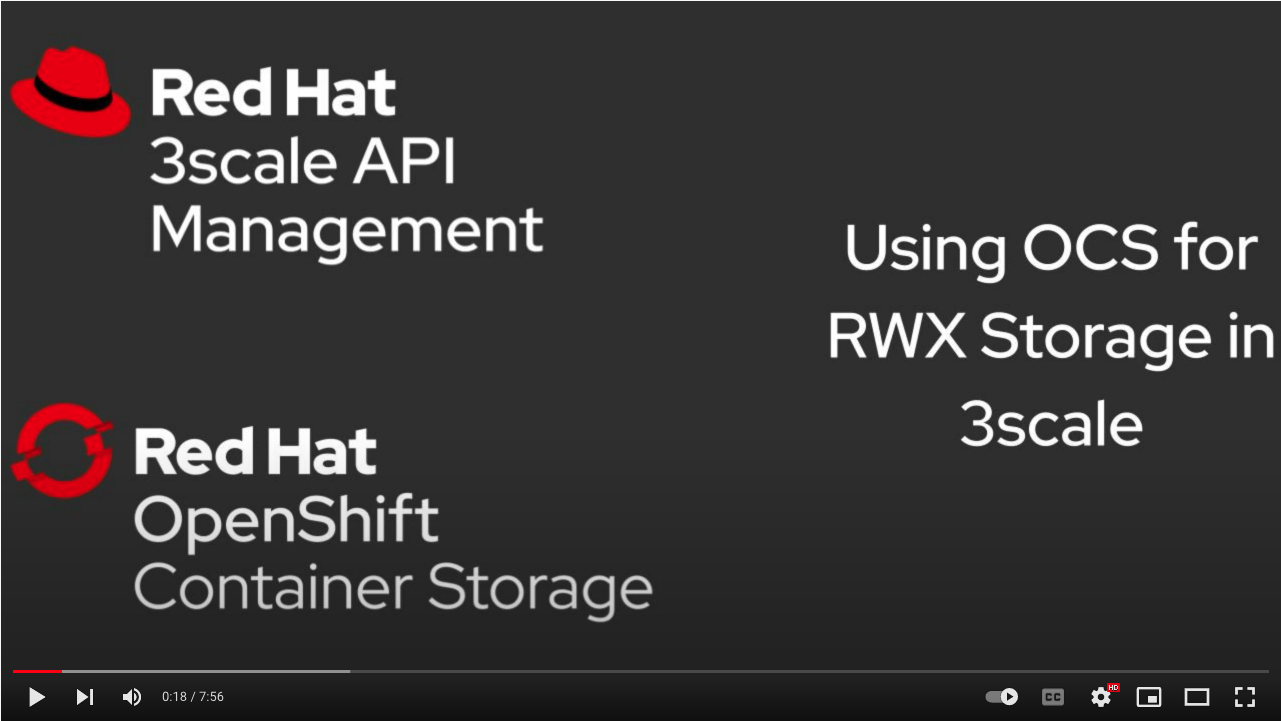 Red Hat
3scale API
Management
Using OCS for
RWX Storage in
3scale
Red Hat
OpenShift
Container Storage
0:18 / 7:56
CC
HD